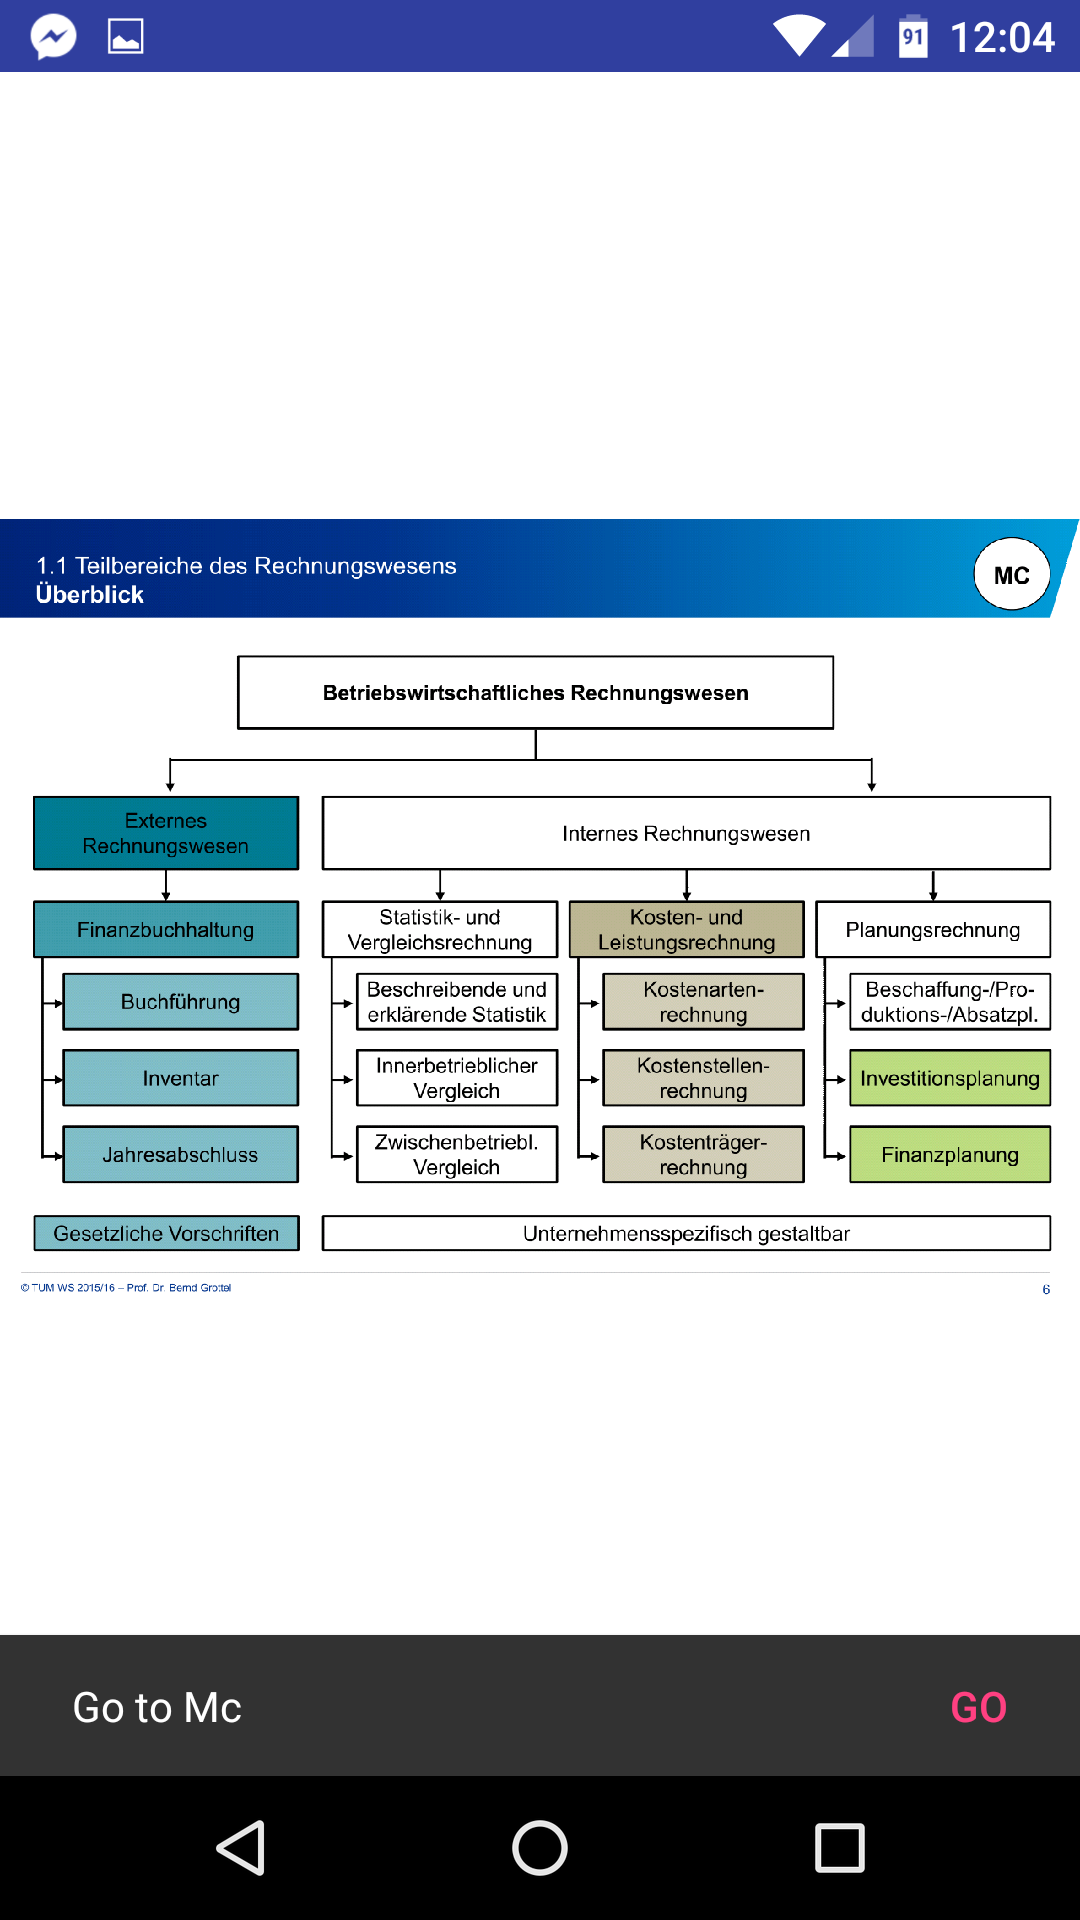 91 12:04
1.1 Teilbereiche des Rechnungswesens
Überblick
MC
Betriebswirtschaftliches Rechnungswesen
Externes
Rechnungswesen
Internes Rechnungswesen
Finanzbuchhaltung
Statistik- und
Vergleichsrechnung
Kosten- und
Leistungsrechnung
Planungsrechnung
Buchführung
Beschreibende und
erklärende Statistik
Kostenarten-
rechnung
Beschaffung-/Pro-
duktions-/Absatzpl.
Inventar
Innerbetrieblicher
Vergleich
Kostenstellen-
rechnung
Investitionsplanung
Jahresabschluss
Zwischenbetriebl.
Vergleich
Kostenträger-
rechnung
Finanzplanung
Gesetzliche Vorschriften
Unternehmensspezifisch gestaltbar
© TUM WS 2015/16 – Prof. Dr. Bernd Grottel
6
Go to Mc
GO